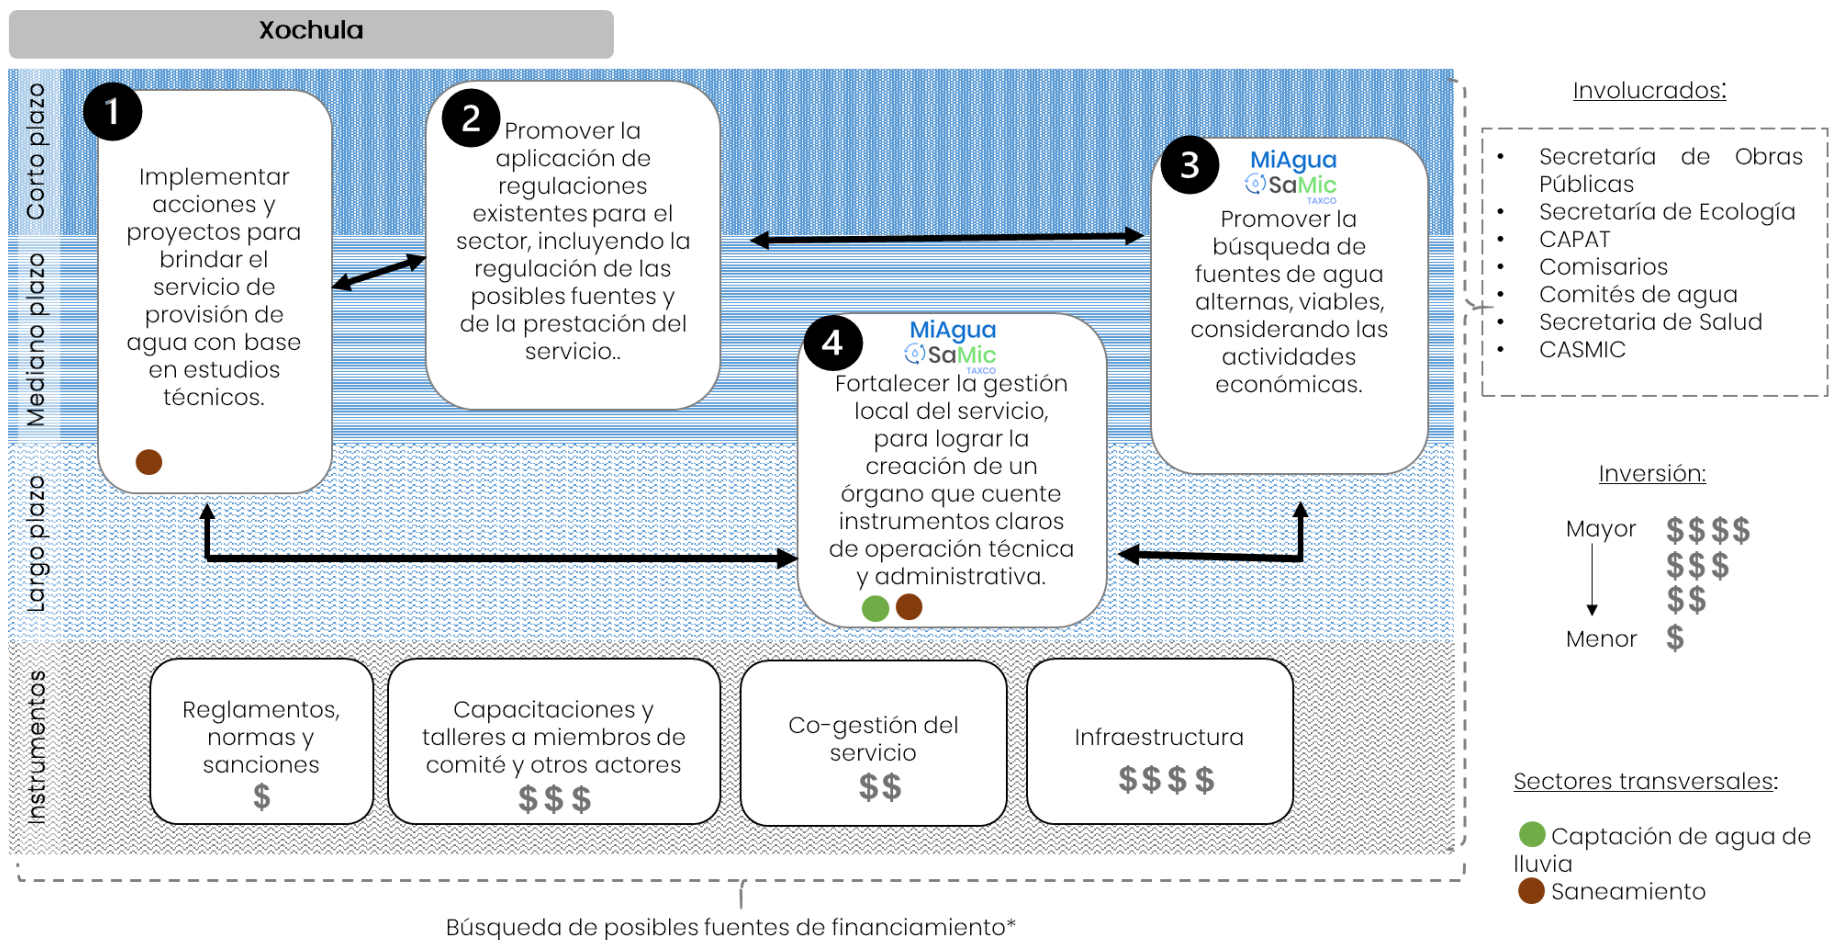 Xochula
Corto plazo
Mediano plazo
Largo plazo
Instrumentos
1
Implementar
acciones y
proyectos para
brindar el
servicio de
provisión de
agua con base
en estudios
técnicos.
2
Promover la
aplicación de
regulaciones
existentes para el
sector, incluyendo la
regulación de las
posibles fuentes y
de la prestación del
servicio..
3
MiAgua
SaMic
TAXCO
Promover la
búsqueda de
fuentes de agua
alternas, viables,
considerando las
actividades
económicas.
4
MiAgua
SaMic
TAXCO
Fortalecer la gestión
local del servicio,
para lograr la
creación de un
órgano que cuente
instrumentos claros
de operación técnica
y administrativa.
Reglamentos,
normas y
sanciones
$
Capacitaciones y
talleres a miembros de
comité y otros actores
$$$
Co-gestión del
servicio
$$
Infraestructura
$$$$
Búsqueda de posibles fuentes de financiamiento*
Involucrados:
• Secretaría de Obras
Públicas
• Secretaría de Ecología
• CAPAT
• Comisarios
• Comités de agua
• Secretaria de Salud
• CASMIC
Inversión:
Mayor $$$$
$$$
$$
Menor $
Sectores transversales:
Captación de agua de
lluvia
Saneamiento